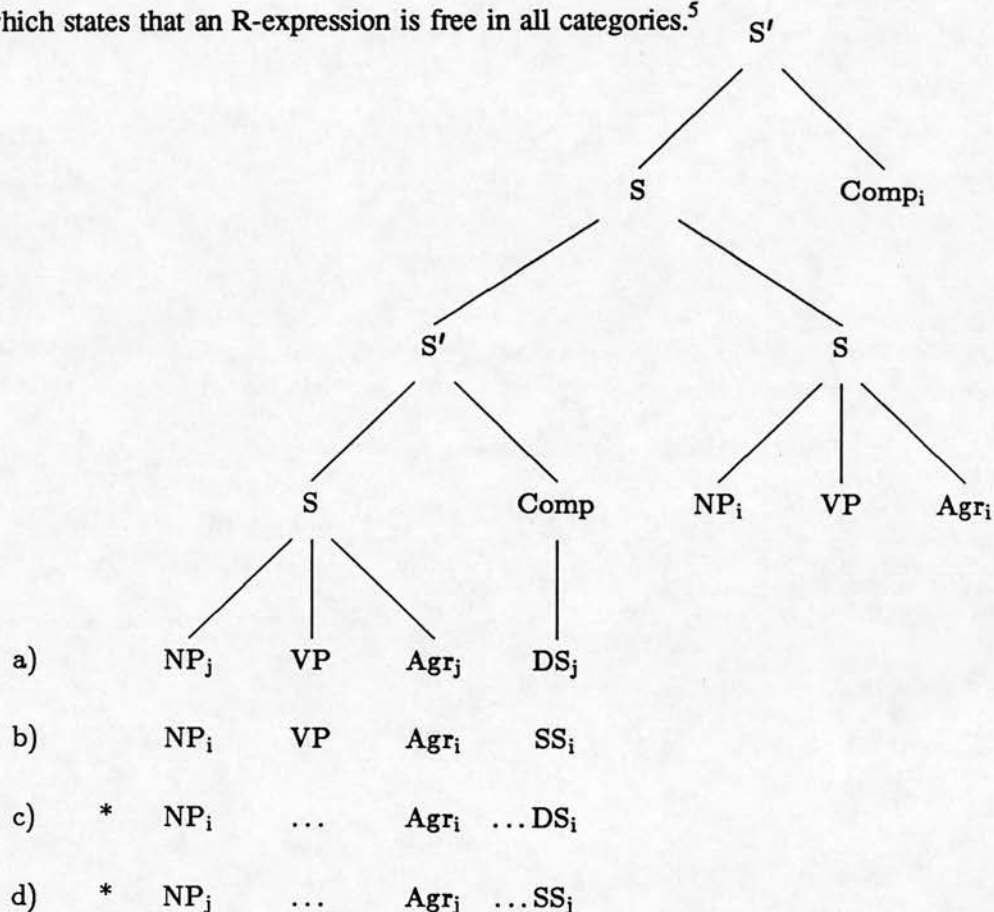 which states that an R-expression is free in all categories.⁵
S′
S Compᵢ
S′ S
S Comp NPᵢ VP Agrᵢ
a) NPⱼ VP Agrⱼ DSⱼ
b) NPᵢ VP Agrᵢ SSᵢ
c) * NPᵢ ... Agrᵢ ...DSᵢ
d) * NPⱼ ... Agrⱼ ...SSⱼ